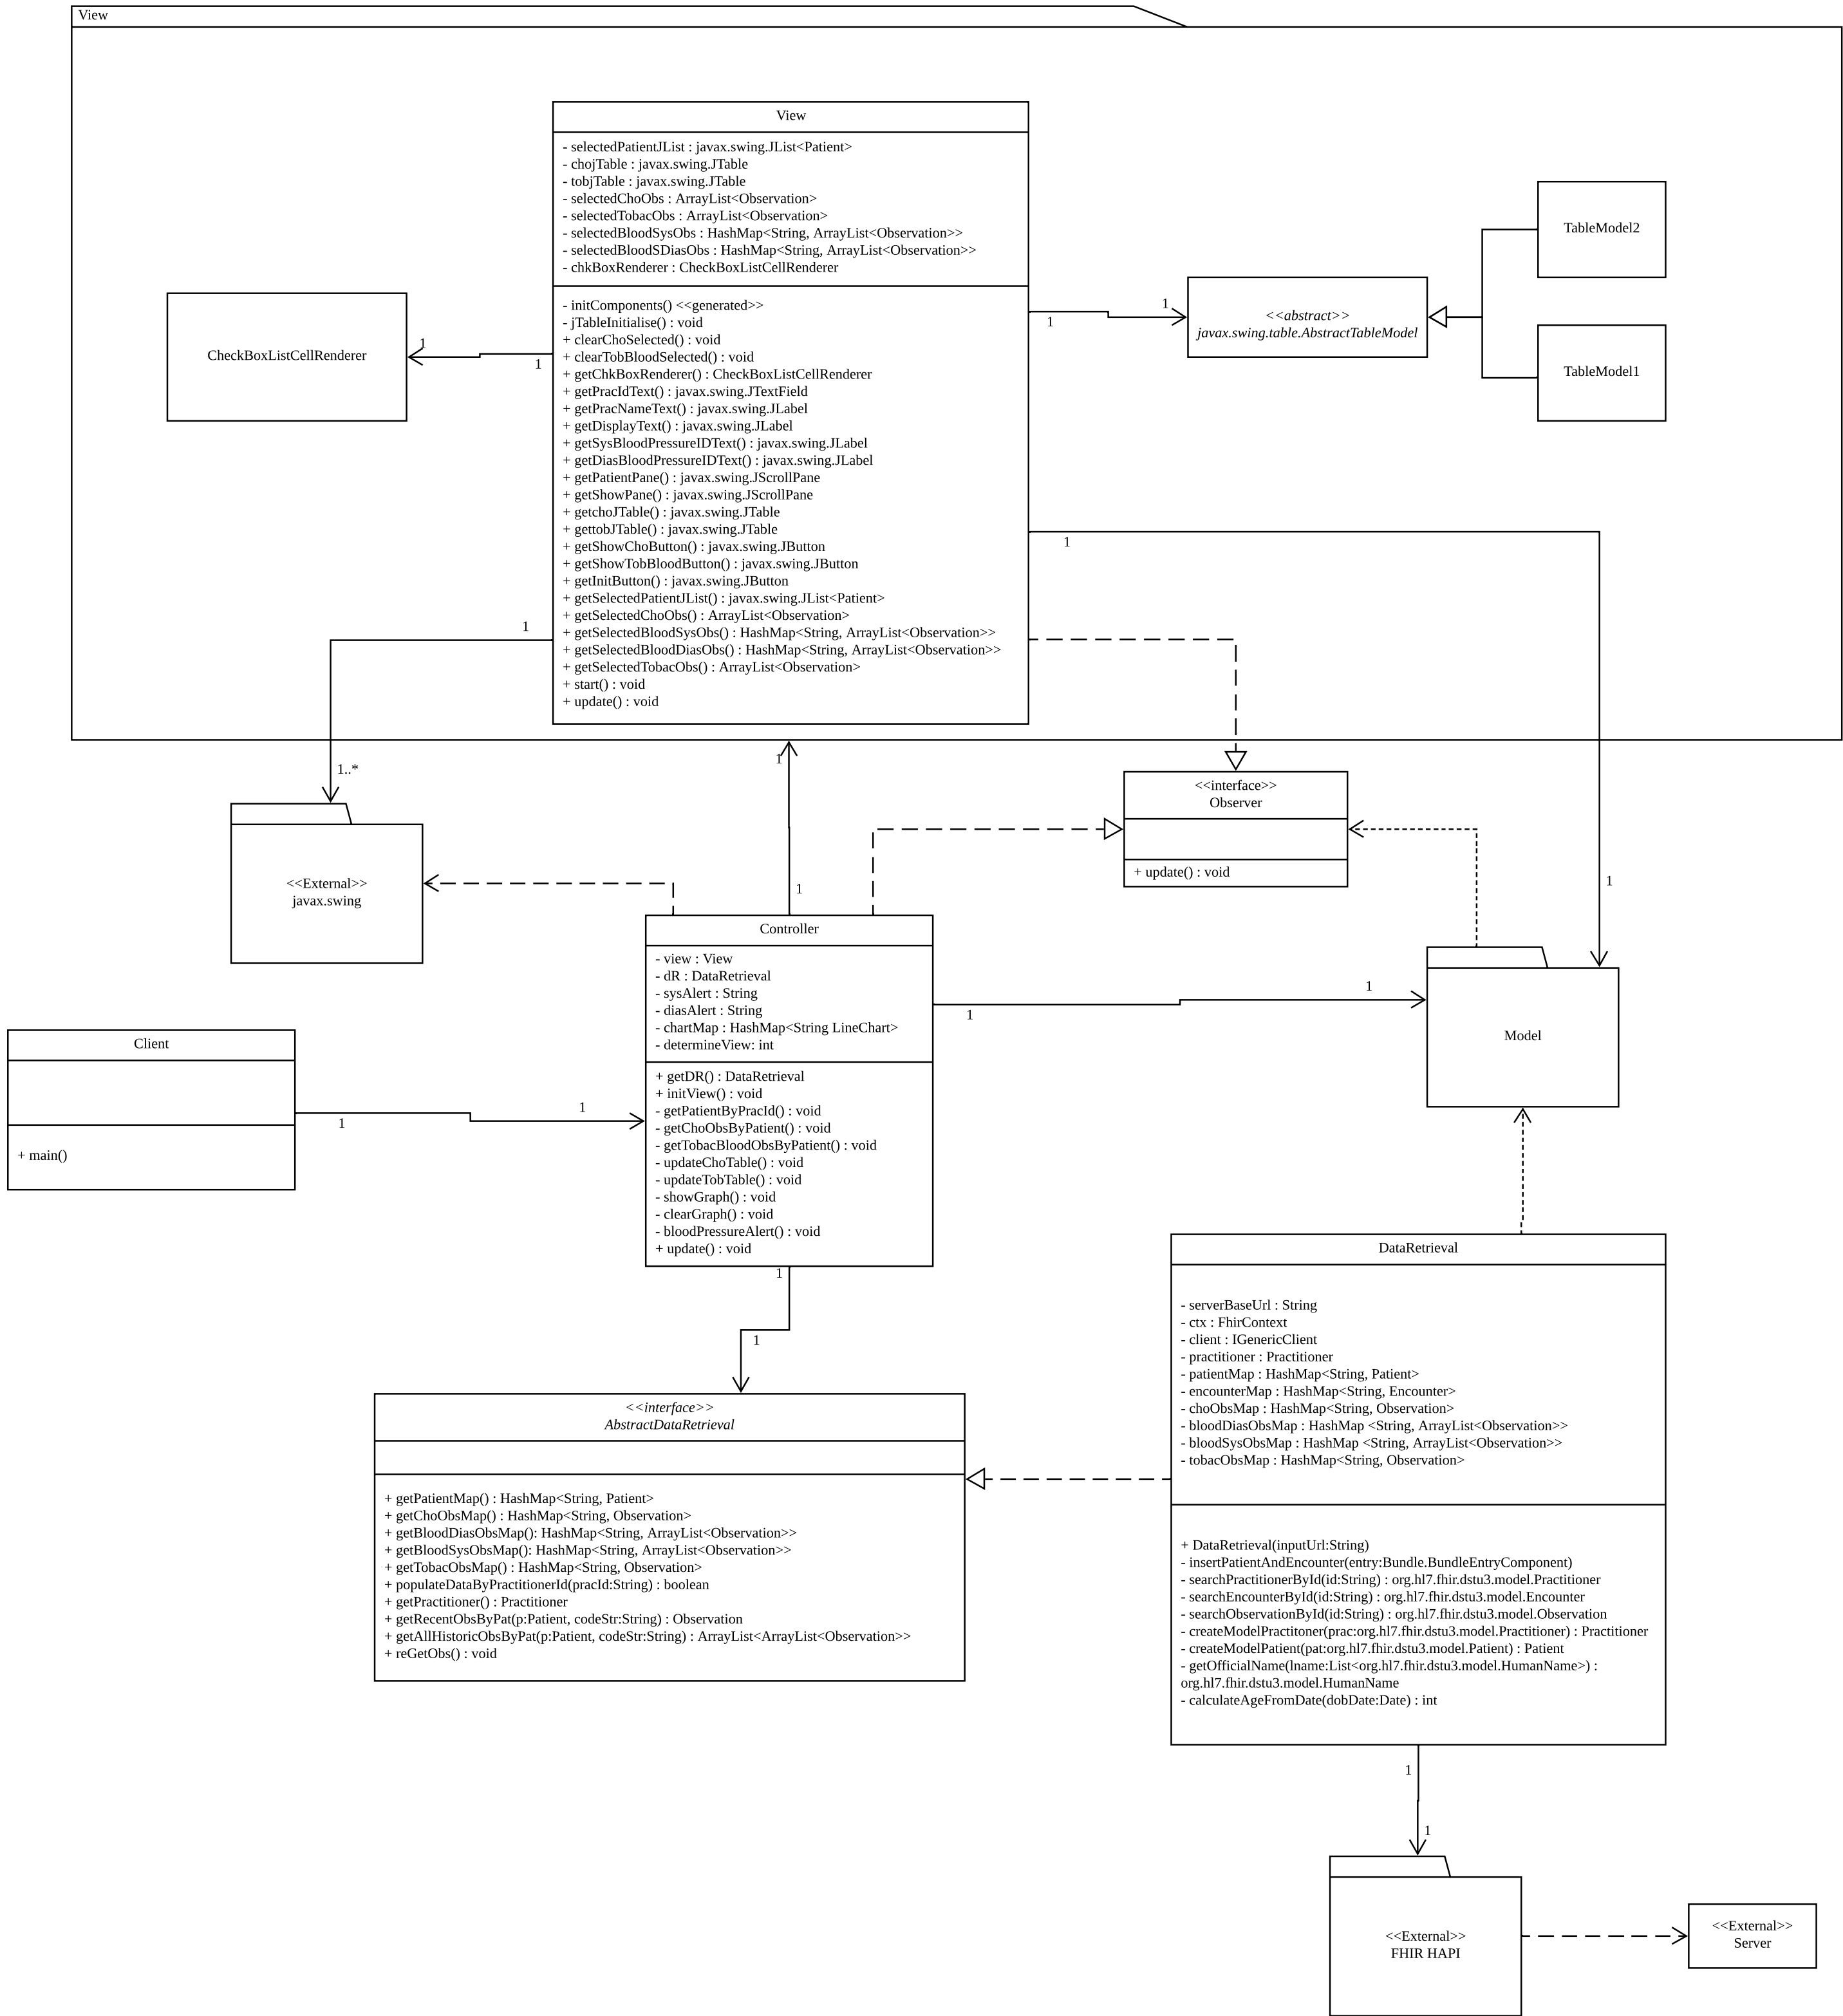 View
View
- selectedPatientJList : javax.swing.JList<Patient>
- chojTable : javax.swing.JTable
- tobjTable : javax.swing.JTable
- selectedChoObs : ArrayList<Observation>
- selectedTobacObs : ArrayList<Observation>
- selectedBloodSysObs : HashMap<String, ArrayList<Observation>>
- selectedBloodSDiasObs : HashMap<String, ArrayList<Observation>>
- chkBoxRenderer : CheckBoxListCellRenderer
- initComponents() <<generated>>
- jTableInitialise() : void
+ clearChoSelected() : void
+ clearTobBloodSelected() : void
+ getChkBoxRenderer() : CheckBoxListCellRenderer
+ getPracIdText() : javax.swing.JTextField
+ getPracNameText() : javax.swing.JLabel
+ getDisplayText() : javax.swing.JLabel
+ getSysBloodPressureIDText() : javax.swing.JLabel
+ getDiasBloodPressureIDText() : javax.swing.JLabel
+ getPatientPane() : javax.swing.JScrollPane
+ getShowPane() : javax.swing.JScrollPane
+ getchoJTable() : javax.swing.JTable
+ gettobJTable() : javax.swing.JTable
+ getShowChoButton() : javax.swing.JButton
+ getShowTobBloodButton() : javax.swing.JButton
+ getInitButton() : javax.swing.JButton
+ getSelectedPatientJList() : javax.swing.JList<Patient>
+ getSelectedChoObs() : ArrayList<Observation>
+ getSelectedBloodSysObs() : HashMap<String, ArrayList<Observation>>
+ getSelectedBloodDiasObs() : HashMap<String, ArrayList<Observation>>
+ getSelectedTobacObs() : ArrayList<Observation>
+ start() : void
+ update() : void
CheckBoxListCellRenderer
1
1
1
1
<<abstract>>
javax.swing.table.AbstractTableModel
TableModel2
TableModel1
1
1
1
1..*
<<External>>
javax.swing
1
1
<<interface>>
Observer
+ update() : void
Controller
- view : View
- dR : DataRetrieval
- sysAlert : String
- diasAlert : String
- chartMap : HashMap<String LineChart>
- determineView: int
+ getDR() : DataRetrieval
+ initView() : void
- getPatientByPracId() : void
- getChoObsByPatient() : void
- getTobacBloodObsByPatient() : void
- updateChoTable() : void
- updateTobTable() : void
- showGraph() : void
- clearGraph() : void
- bloodPressureAlert() : void
+ update() : void
1
1
Model
Client
+ main()
1
1
1
1
<<interface>>
AbstractDataRetrieval
+ getPatientMap() : HashMap<String, Patient>
+ getChoObsMap() : HashMap<String, Observation>
+ getBloodDiasObsMap(): HashMap<String, ArrayList<Observation>>
+ getBloodSysObsMap(): HashMap<String, ArrayList<Observation>>
+ getTobacObsMap() : HashMap<String, Observation>
+ populateDataByPractitionerId(pracId:String) : boolean
+ getPractitioner() : Practitioner
+ getRecentObsByPat(p:Patient, codeStr:String) : Observation
+ getAllHistoricObsByPat(p:Patient, codeStr:String) : ArrayList<ArrayList<Observation>>
+ reGetObs() : void
DataRetrieval
- serverBaseUrl : String
- ctx : FhirContext
- client : IGenericClient
- practitioner : Practitioner
- patientMap : HashMap<String, Patient>
- encounterMap : HashMap<String, Encounter>
- choObsMap : HashMap<String, Observation>
- bloodDiasObsMap : HashMap <String, ArrayList<Observation>>
- bloodSysObsMap : HashMap <String, ArrayList<Observation>>
- tobacObsMap : HashMap<String, Observation>
+ DataRetrieval(inputUrl:String)
- insertPatientAndEncounter(entry:Bundle.BundleEntryComponent)
- searchPractitionerById(id:String) : org.hl7.fhir.dstu3.model.Practitioner
- searchEncounterById(id:String) : org.hl7.fhir.dstu3.model.Encounter
- searchObservationById(id:String) : org.hl7.fhir.dstu3.model.Observation
- createModelPractitoner(prac:org.hl7.fhir.dstu3.model.Practitioner) : Practitioner
- createModelPatient(pat:org.hl7.fhir.dstu3.model.Patient) : Patient
- getOfficialName(lname:List<org.hl7.fhir.dstu3.model.HumanName>) :
org.hl7.fhir.dstu3.model.HumanName
- calculateAgeFromDate(dobDate:Date) : int
1
1
<<External>>
FHIR HAPI
<<External>>
Server